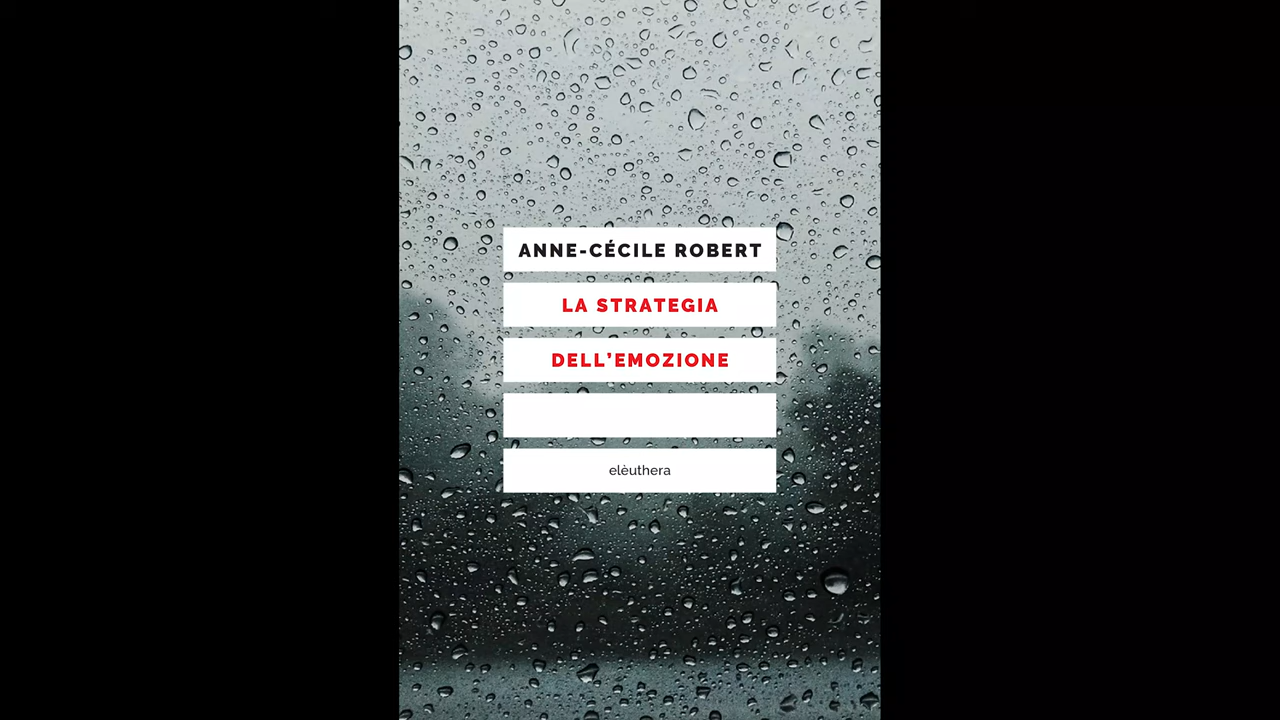 ANNE-CÉCILE ROBERT
LA STRATEGIA
DELL’EMOZIONE
elèuthera